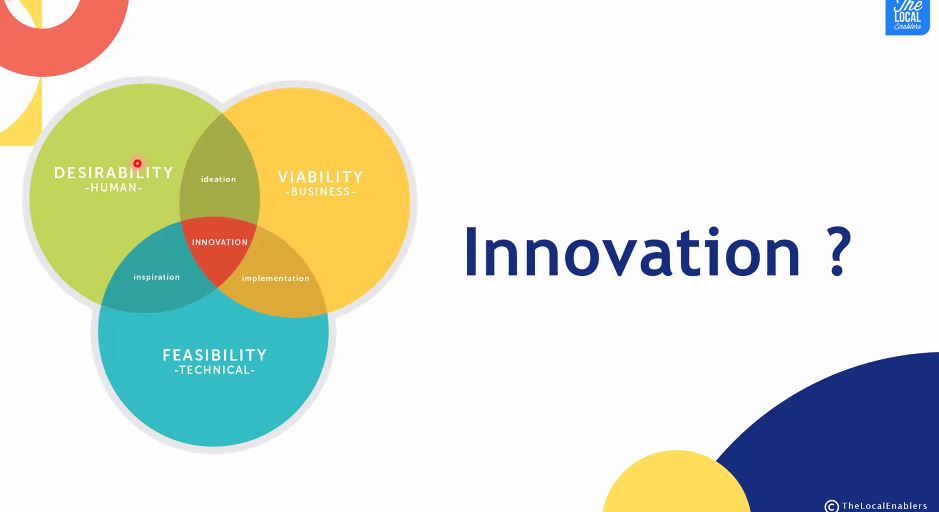 The
LOCAL
Enablers
DESIRABILITY
-HUMAN-
ideation
VIABILITY
-BUSINESS-
INNOVATION
inspiration
implementation
FEASIBILITY
-TECHNICAL-
Innovation ?
© TheLocalEnablers